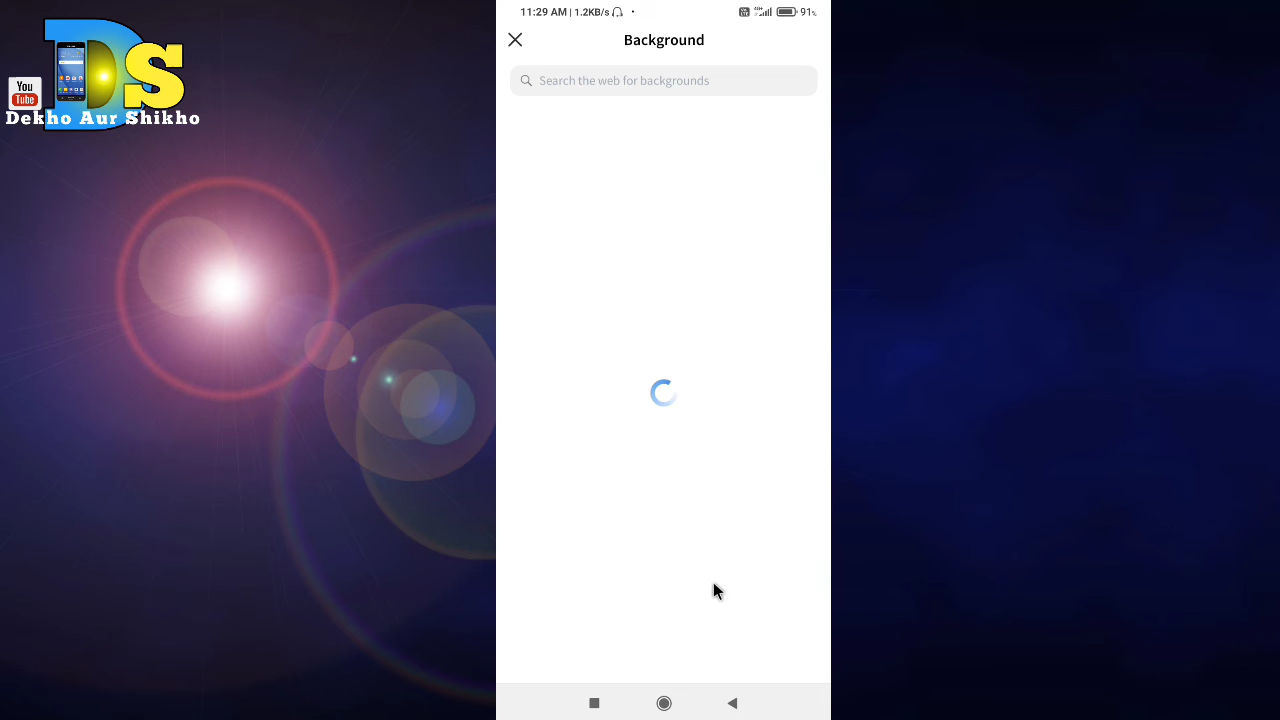 11:29 AM | 1.2KB/s
91%
Background
Search the web for backgrounds
DS
You
Tube
Dekho Aur Shikho